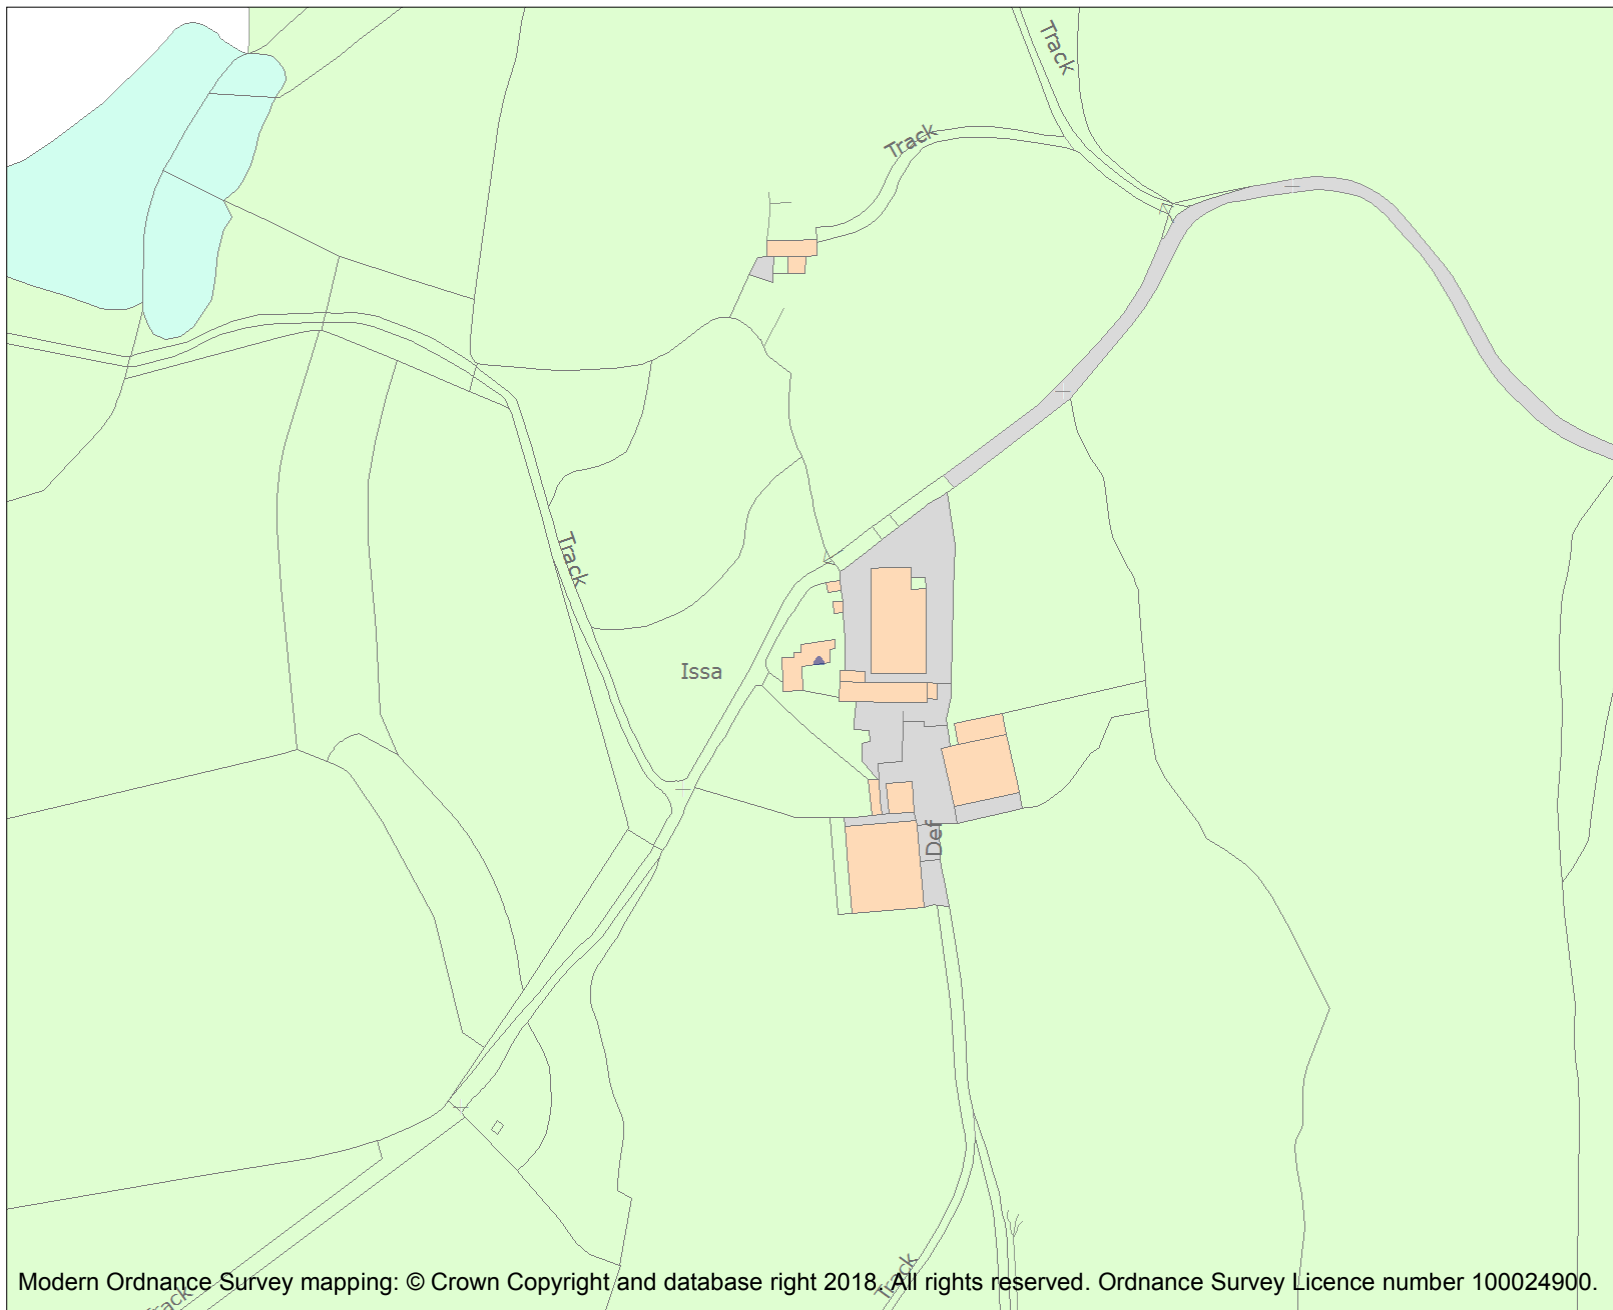 Track
Track
Track
Issa
Def
Track
Track
Modern Ordnance Survey mapping: © Crown Copyright and database right 2018. All rights reserved. Ordnance Survey Licence number 100024900.